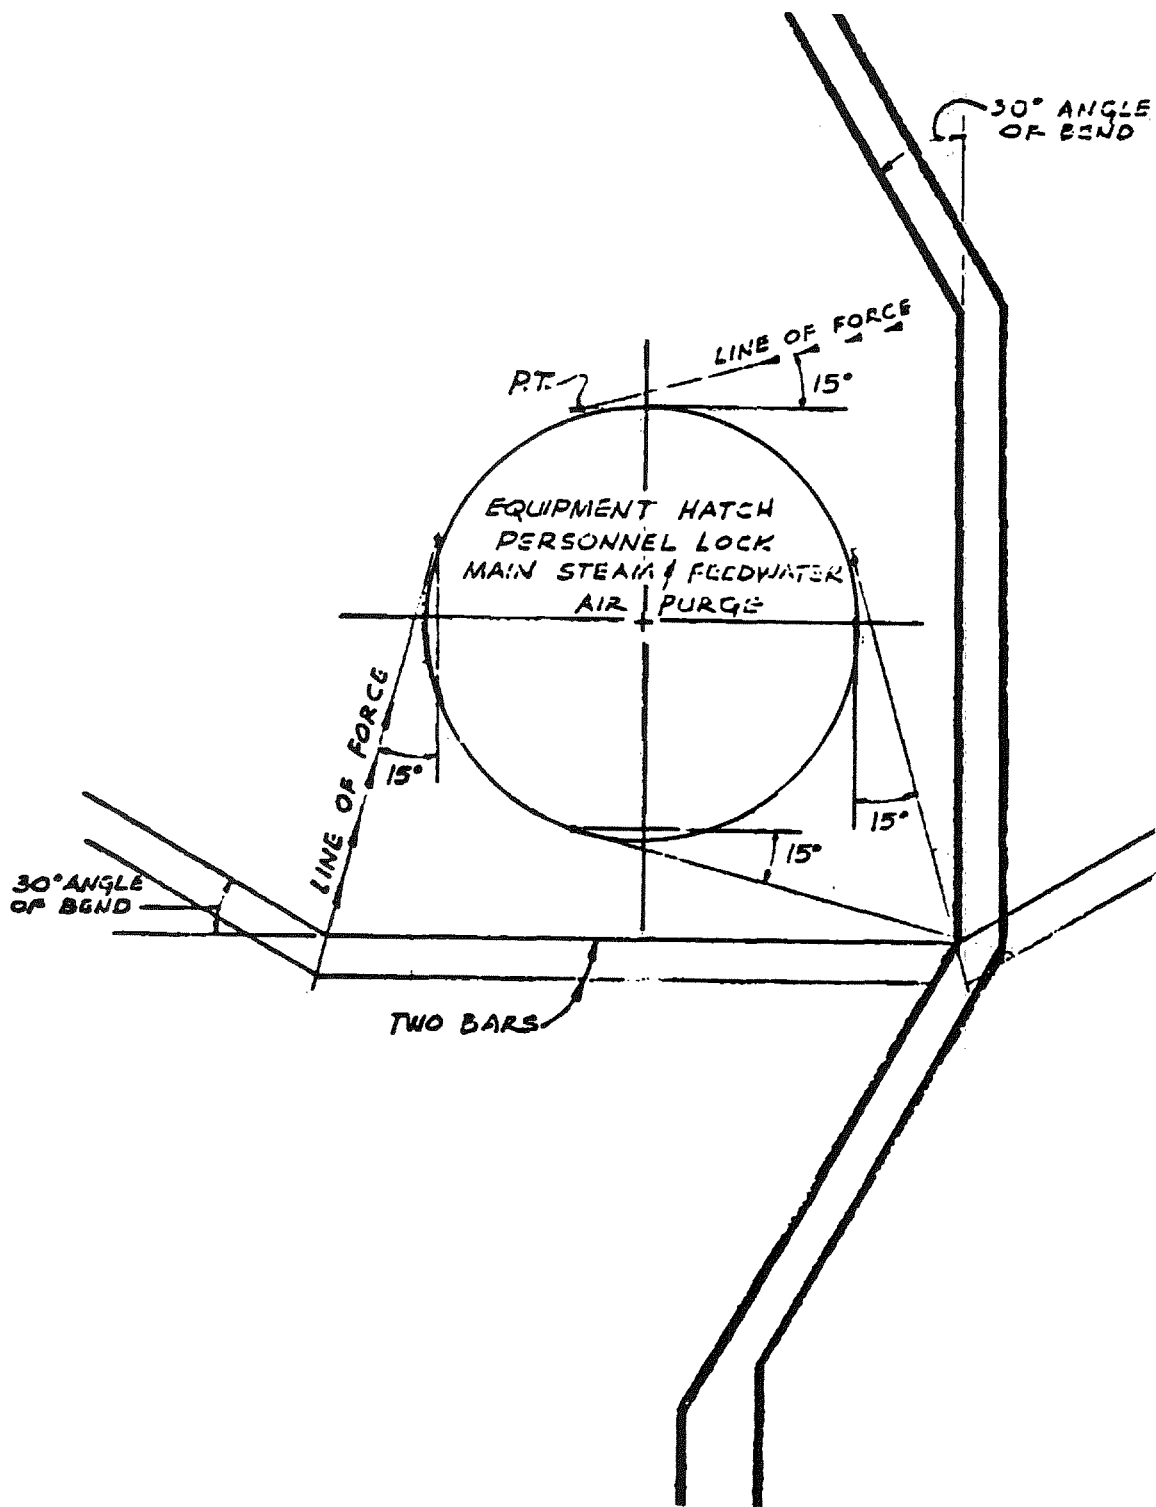 30° ANGLE
OF BEND
LINE OF FORCE
P.T.
15°
EQUIPMENT HATCH
PERSONNEL LOCK
MAIN STEAM & FEEDWATER
AIR PURGE
LINE OF FORCE
15°
15°
15°
30° ANGLE
OF BEND
TWO BARS